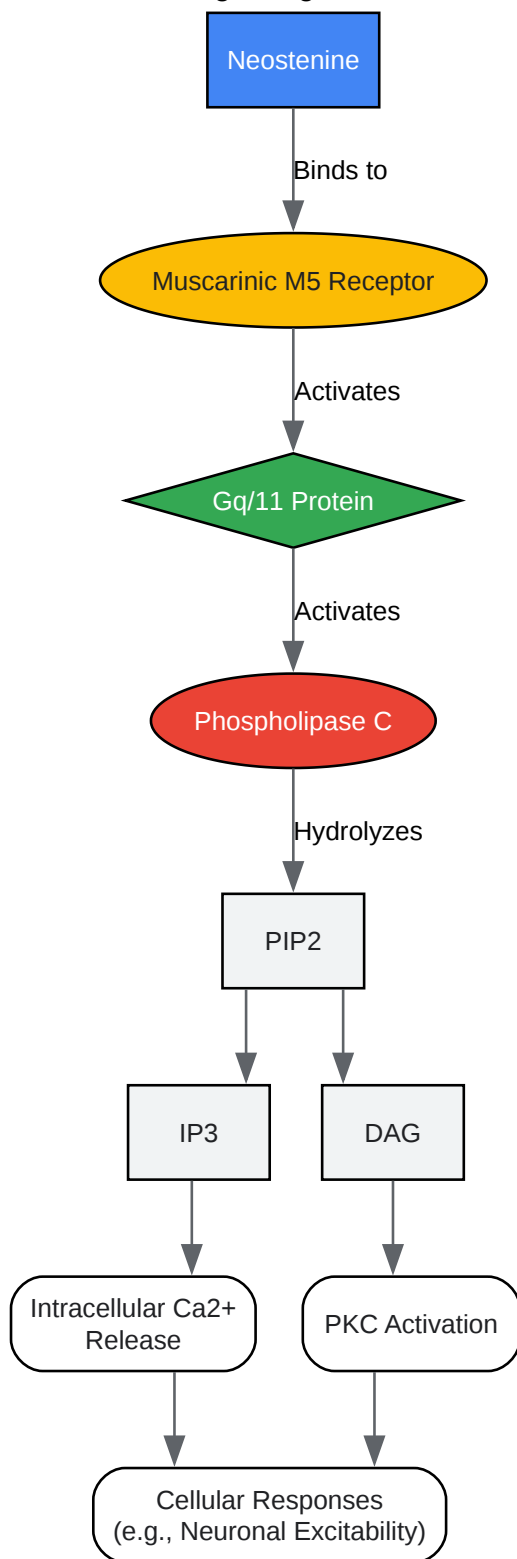 Neostenine
Binds to
Muscarinic M5 Receptor
Activates
Gq/11 Protein
Activates
Phospholipase C
Hydrolyzes
PIP2
IP3
DAG
Intracellular Ca2+
Release
PKC Activation
Cellular Responses
(e.g., Neuronal Excitability)